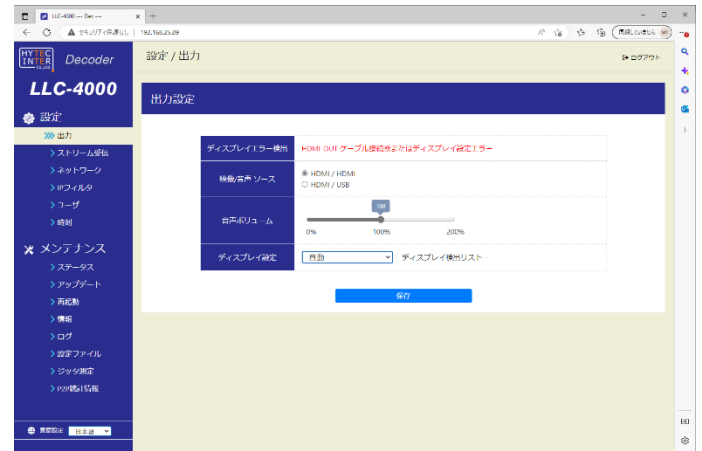 LLC-4000 --- Dec ---
セキュリティ保護なし
192.168.25.89
HYTEC INTER
Decoder
LLC-4000
設定
出力
ストリーム受信
ネットワーク
IPフィルタ
ユーザ
時刻
メンテナンス
ステータス
アップデート
再起動
情報
ログ
設定ファイル
ジッタ測定
P2P統計情報
言語設定 日本語
設定 / 出力
ログアウト
出力設定
ディスプレイエラー検出 HDMI OUT ケーブル接続断またはディスプレイ設定エラー
映像/音声 ソース
HDMI / HDMI
HDMI / USB
音声ボリューム
100
0% 100% 200%
ディスプレイ設定 自動 ディスプレイ検出リスト
保存